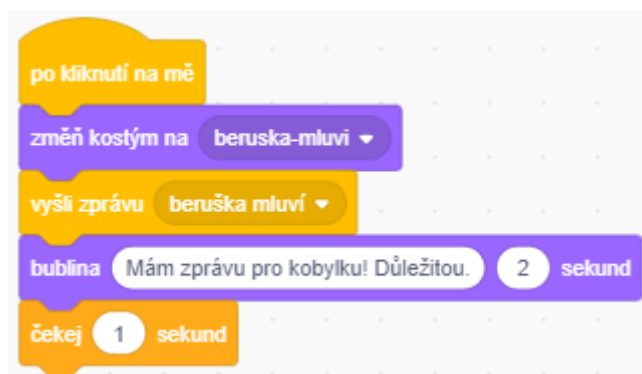 po kliknutí na mě
změň kostým na beruska-mluvi
vyšli zprávu beruška mluví
bublina Mám zprávu pro kobylku! Důležitou. 2 sekund
čekej 1 sekund